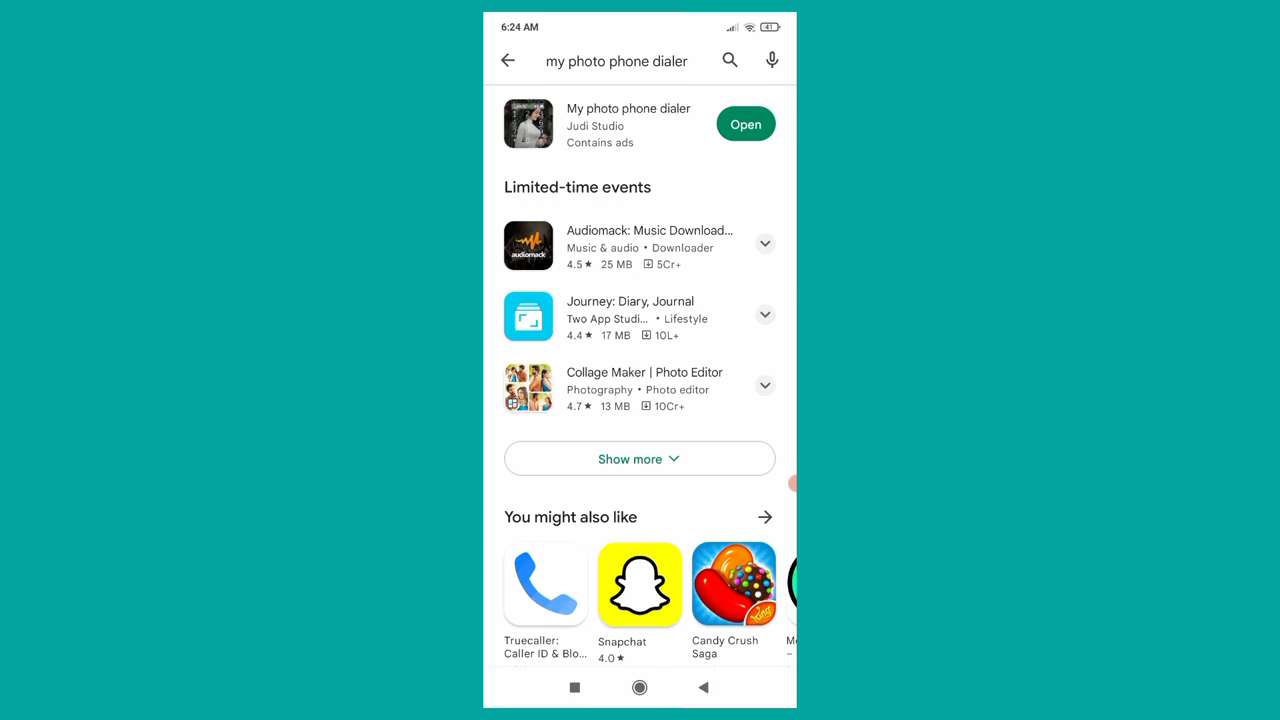 6:24 AM
41
my photo phone dialer
My photo phone dialer
Judi Studio
Contains ads
Open
Limited-time events
audiomack
Audiomack: Music Download...
Music & audio • Downloader
4.5★ 25 MB 5Cr+
Journey: Diary, Journal
Two App Studi... • Lifestyle
4.4★ 17 MB 10L+
Collage Maker | Photo Editor
Photography • Photo editor
4.7★ 13 MB 10Cr+
Show more
You might also like
King
Truecaller:
Caller ID & Blo...
Snapchat
4.0★
Candy Crush
Saga